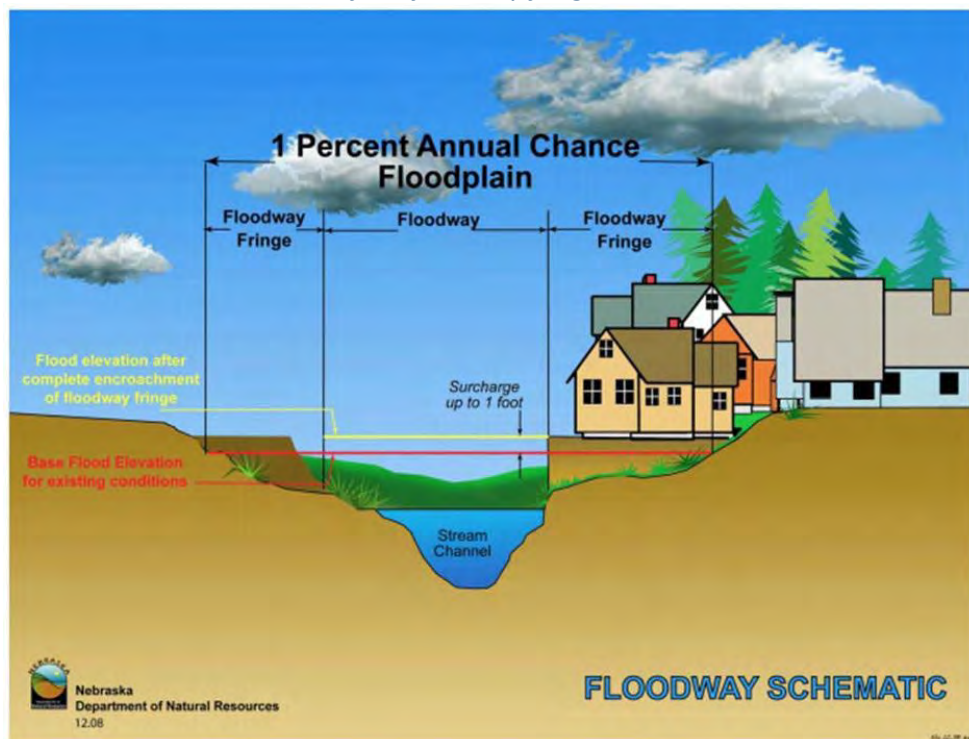 1 Percent Annual Chance
Floodplain
Floodway
Fringe
Floodway
Floodway
Fringe
Flood elevation after
complete encroachment
of floodway fringe
Surcharge
up to 1 foot
Base Flood Elevation
for existing conditions
Stream
Channel
NEBRASKA
Nebraska
Department of Natural Resources
12.08
FLOODWAY SCHEMATIC